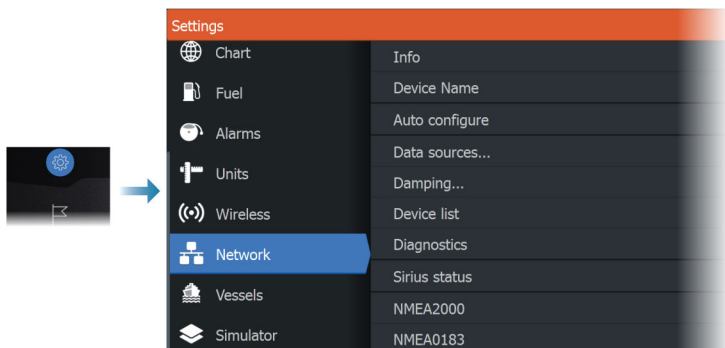 Settings
Chart
Fuel
Alarms
Units
Wireless
Network
Vessels
Simulator
Info
Device Name
Auto configure
Data sources...
Damping...
Device list
Diagnostics
Sirius status
NMEA2000
NMEA0183